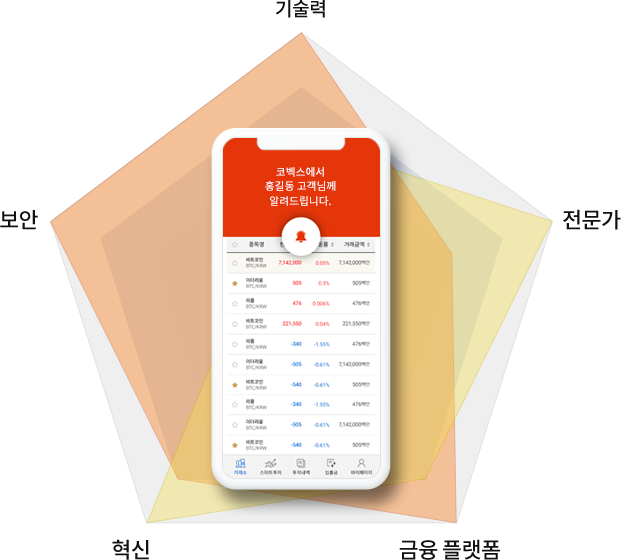 기술력
보안
전문가
코벡스에서
홍길동 고객님께
알려드립니다.
종목명 거래금액
비트코인 7,142,000 0.03% 7,142,000백만
BTC/KRW
이더리움 505 0.3% 505백만
BTC/KRW
리플 476 0.006% 476백만
BTC/KRW
비트코인 221,550 0.04% 221,550백만
BTC/KRW
리플 -340 -1.55% 476백만
BTC/KRW
이더리움 -505 -0.61% 7,142,000백만
BTC/KRW
비트코인 -540 -0.61% 505백만
BTC/KRW
리플 -340 -1.55% 476백만
BTC/KRW
이더리움 -505 -0.61% 7,142,000백만
BTC/KRW
비트코인 -540 -0.61% 505백만
BTC/KRW
거래소 스마트투자 투자내역 입출금 마이페이지
혁신
금융 플랫폼